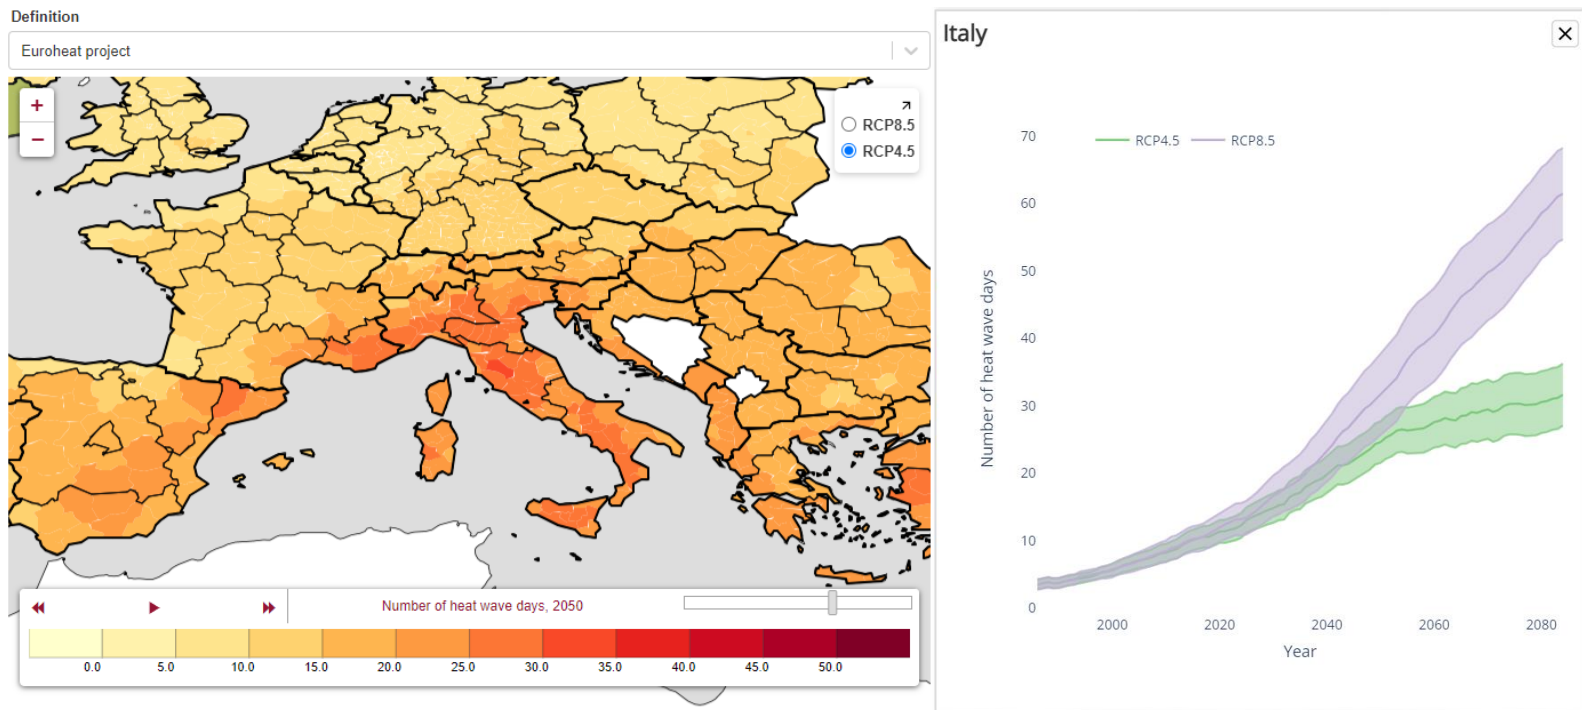 Definition
Euroheat project
+
−
RCP8.5
RCP4.5
Number of heat wave days, 2050
0.0 5.0 10.0 15.0 20.0 25.0 30.0 35.0 40.0 45.0 50.0
Italy
RCP4.5 RCP8.5
70
60
50
40
30
20
10
0
Number of heat wave days
2000 2020 2040 2060 2080
Year